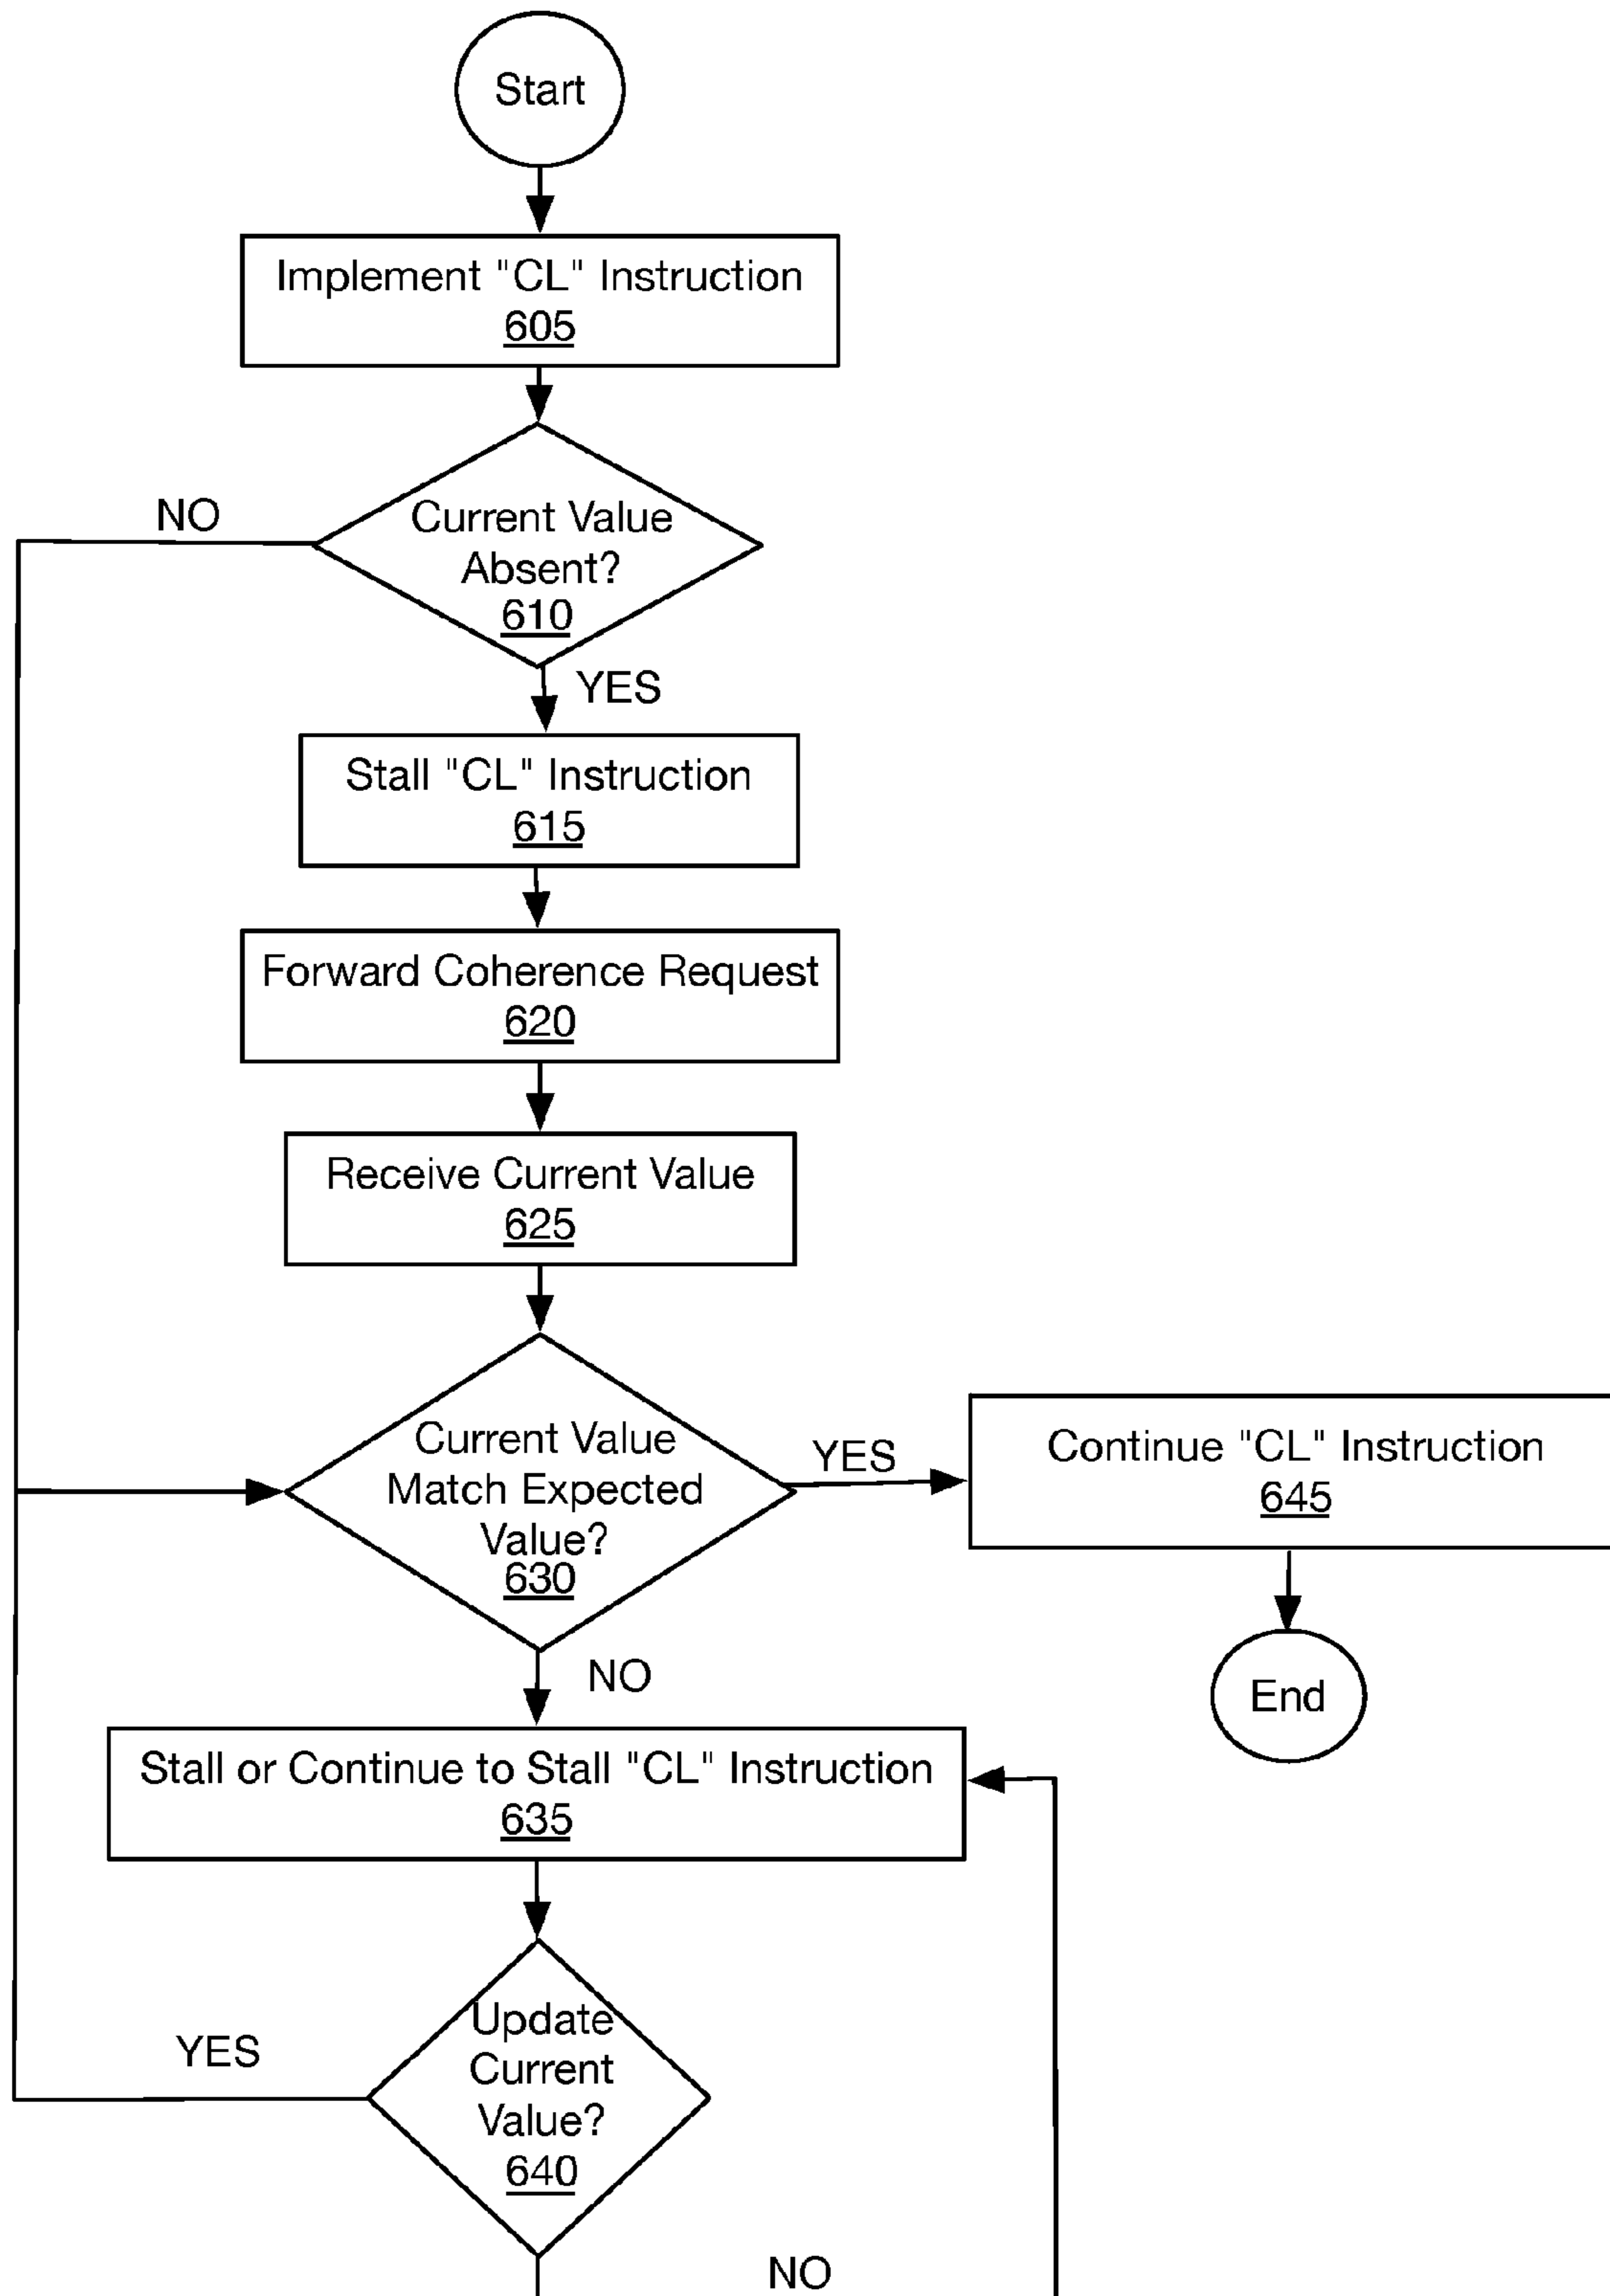 Start
Implement "CL" Instruction
605
NO
Current Value
Absent?
610
YES
Stall "CL" Instruction
615
Forward Coherence Request
620
Receive Current Value
625
Current Value
Match Expected
Value?
630
YES
Continue "CL" Instruction
645
End
NO
Stall or Continue to Stall "CL" Instruction
635
YES
Update
Current
Value?
640
NO